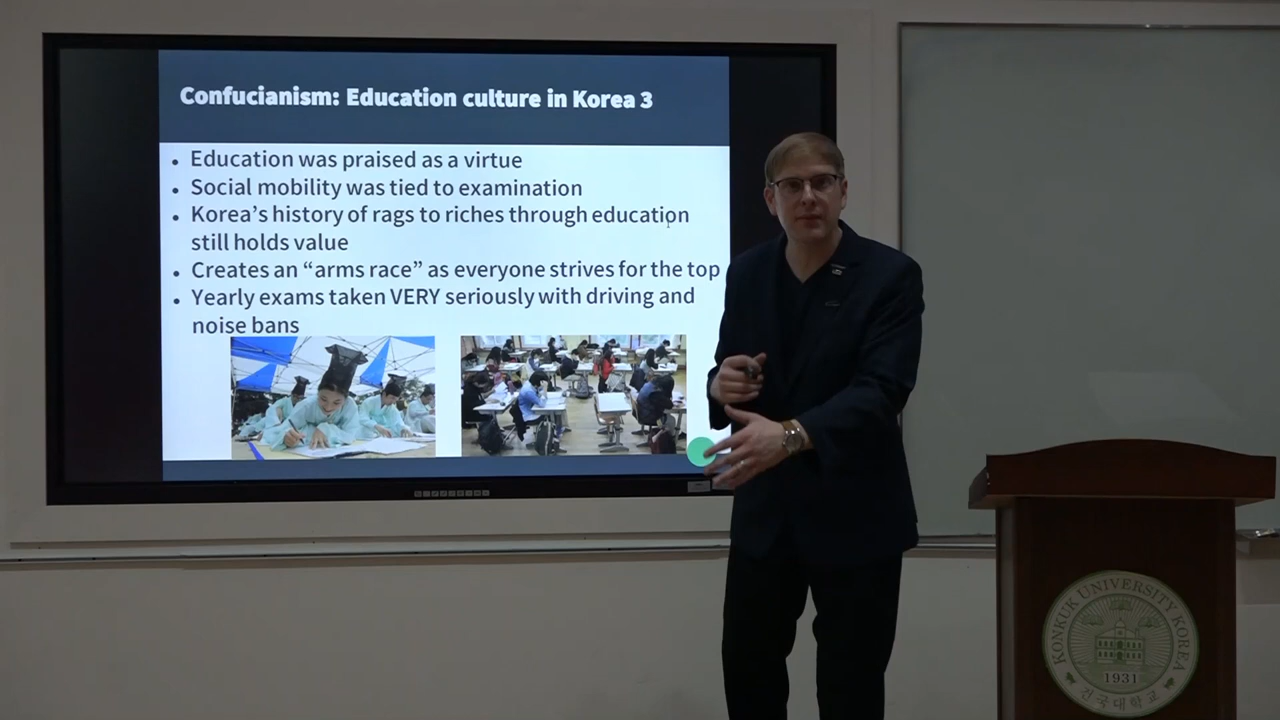 Confucianism: Education culture in Korea 3
• Education was praised as a virtue
• Social mobility was tied to examination
• Korea's history of rags to riches through education
still holds value
• Creates an “arms race” as everyone strives for the top
• Yearly exams taken VERY seriously with driving and
noise bans
KONKUK UNIVERSITY KOREA
1931
건국대학교